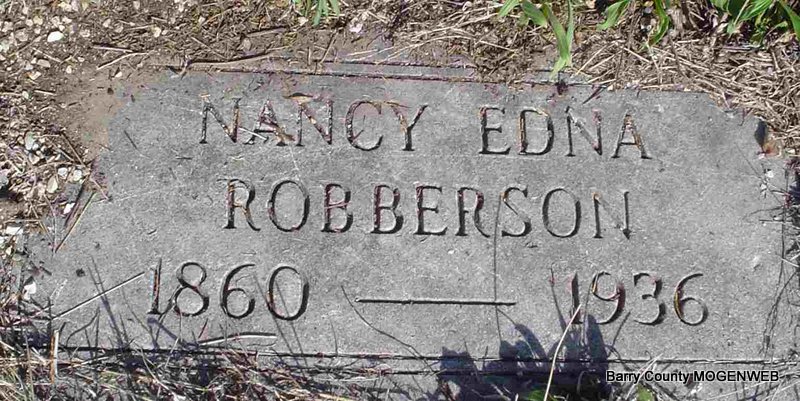 NANCY EDNA
ROBBERSON
1860 — 1936
Barry County MOGENWEB